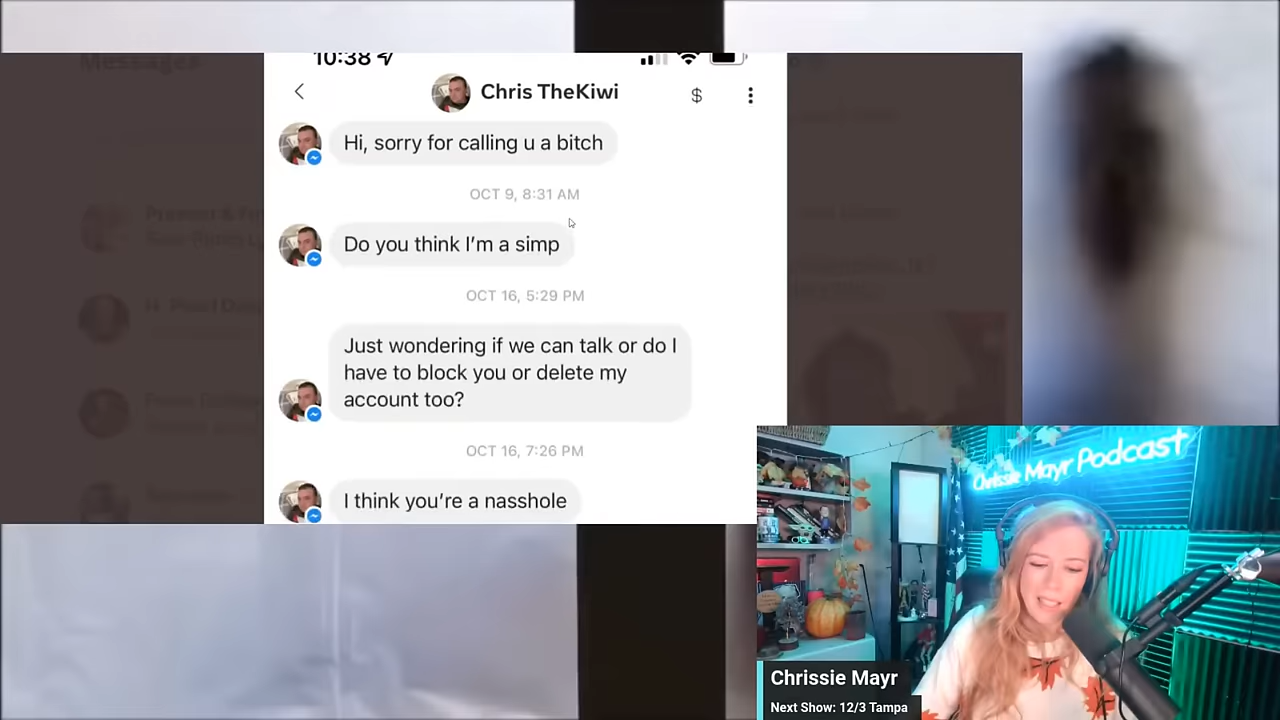 Messages
10:38
Chris TheKiwi
$
Hi, sorry for calling u a bitch
OCT 9, 8:31 AM
Do you think I'm a simp
OCT 16, 5:29 PM
Just wondering if we can talk or do I
have to block you or delete my
account too?
OCT 16, 7:26 PM
I think you're a nasshole
Chrissie Mayr Podcast
Chrissie Mayr
Next Show: 12/3 Tampa